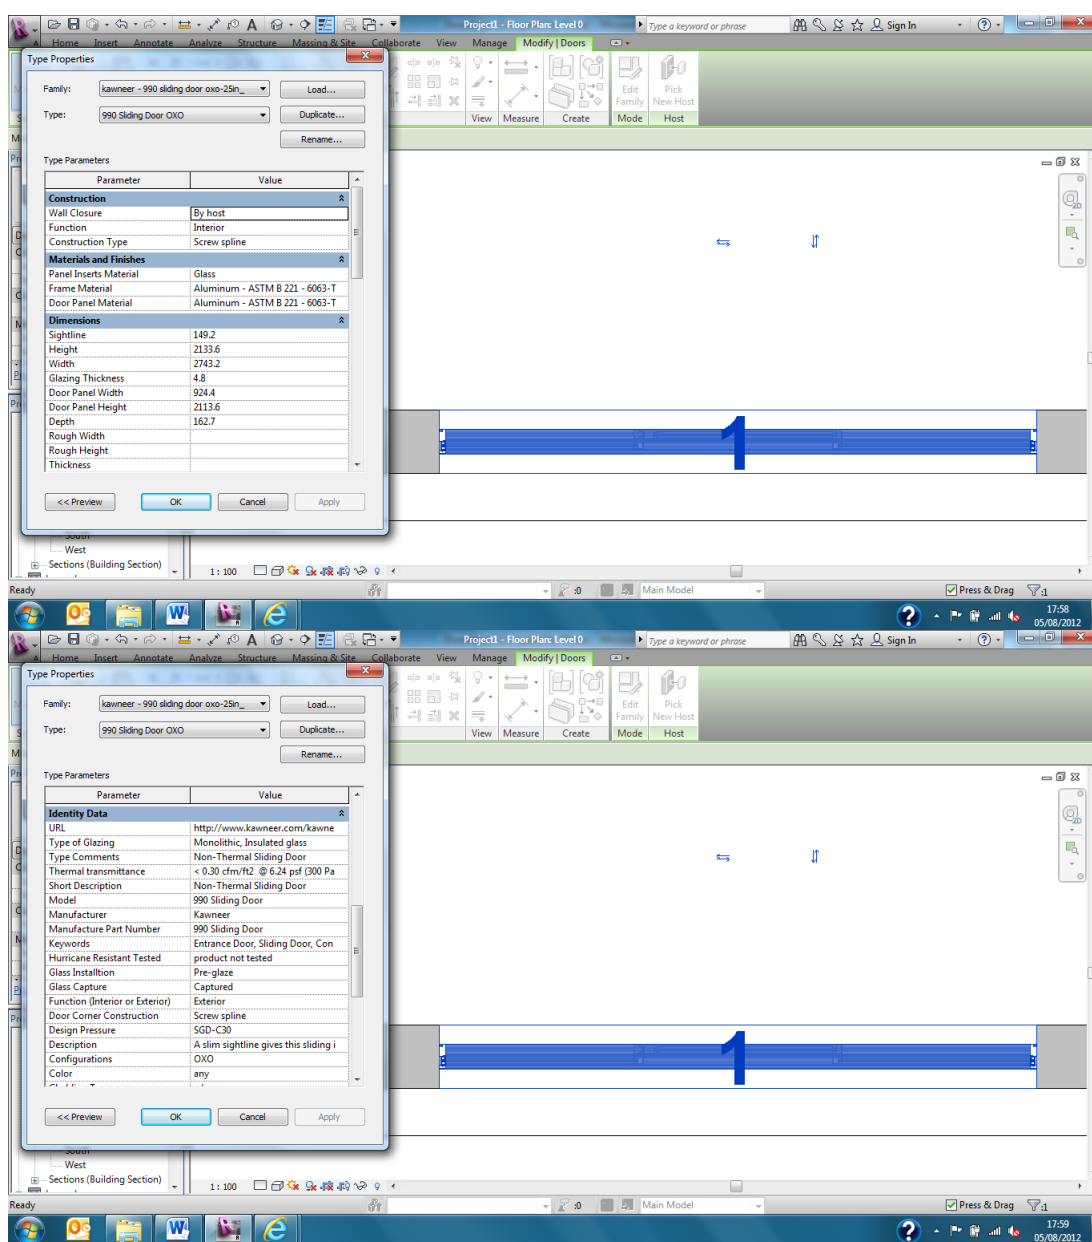 Project1 - Floor Plan: Level 0
Type a keyword or phrase
Sign In
Home Insert Annotate Analyze Structure Massing & Site Collaborate View Manage Modify | Doors
Type Properties
Family: kawneer - 990 sliding door oxo-25in_ Load...
Type: 990 Sliding Door OXO Duplicate...
Rename...
Edit Family
Pick New Host
View Measure Create Mode Host
Type Parameters
Parameter Value
Construction
Wall Closure By host
Function Interior
Construction Type Screw spline
Materials and Finishes
Panel Inserts Material Glass
Frame Material Aluminum - ASTM B 221 - 6063-T
Door Panel Material Aluminum - ASTM B 221 - 6063-T
Dimensions
Sightline 149.2
Height 2133.6
Width 2743.2
Glazing Thickness 4.8
Door Panel Width 924.4
Door Panel Height 2113.6
Depth 162.7
Rough Width
Rough Height
Thickness
<< Preview OK Cancel Apply
2D
1
South
West
Sections (Building Section)
1 : 100
Ready
:0
Main Model
Press & Drag
:1
17:58
05/08/2012
Project1 - Floor Plan: Level 0
Type a keyword or phrase
Sign In
Home Insert Annotate Analyze Structure Massing & Site Collaborate View Manage Modify | Doors
Type Properties
Family: kawneer - 990 sliding door oxo-25in_ Load...
Type: 990 Sliding Door OXO Duplicate...
Rename...
Edit Family
Pick New Host
View Measure Create Mode Host
Type Parameters
Parameter Value
Identity Data
URL http://www.kawneer.com/kawne
Type of Glazing Monolithic, Insulated glass
Type Comments Non-Thermal Sliding Door
Thermal transmittance < 0.30 cfm/ft2 @ 6.24 psf (300 Pa
Short Description Non-Thermal Sliding Door
Model 990 Sliding Door
Manufacturer Kawneer
Manufacture Part Number 990 Sliding Door
Keywords Entrance Door, Sliding Door, Con
Hurricane Resistant Tested product not tested
Glass Installtion Pre-glaze
Glass Capture Captured
Function (Interior or Exterior) Exterior
Door Corner Construction Screw spline
Design Pressure SGD-C30
Description A slim sightline gives this sliding i
Configurations OXO
Color any
<< Preview OK Cancel Apply
2D
1
South
West
Sections (Building Section)
1 : 100
Ready
:0
Main Model
Press & Drag
:1
17:59
05/08/2012